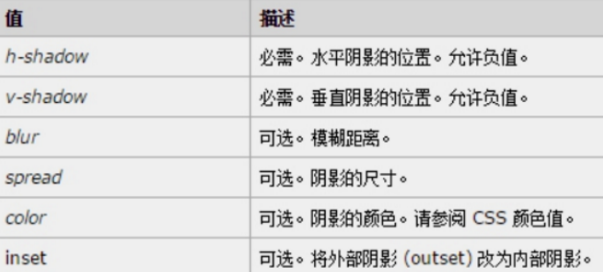 值 描述
h-shadow 必需。水平阴影的位置。允许负值。
v-shadow 必需。垂直阴影的位置。允许负值。
blur 可选。模糊距离。
spread 可选。阴影的尺寸。
color 可选。阴影的颜色。请参阅 CSS 颜色值。
inset 可选。将外部阴影 (outset) 改为内部阴影。